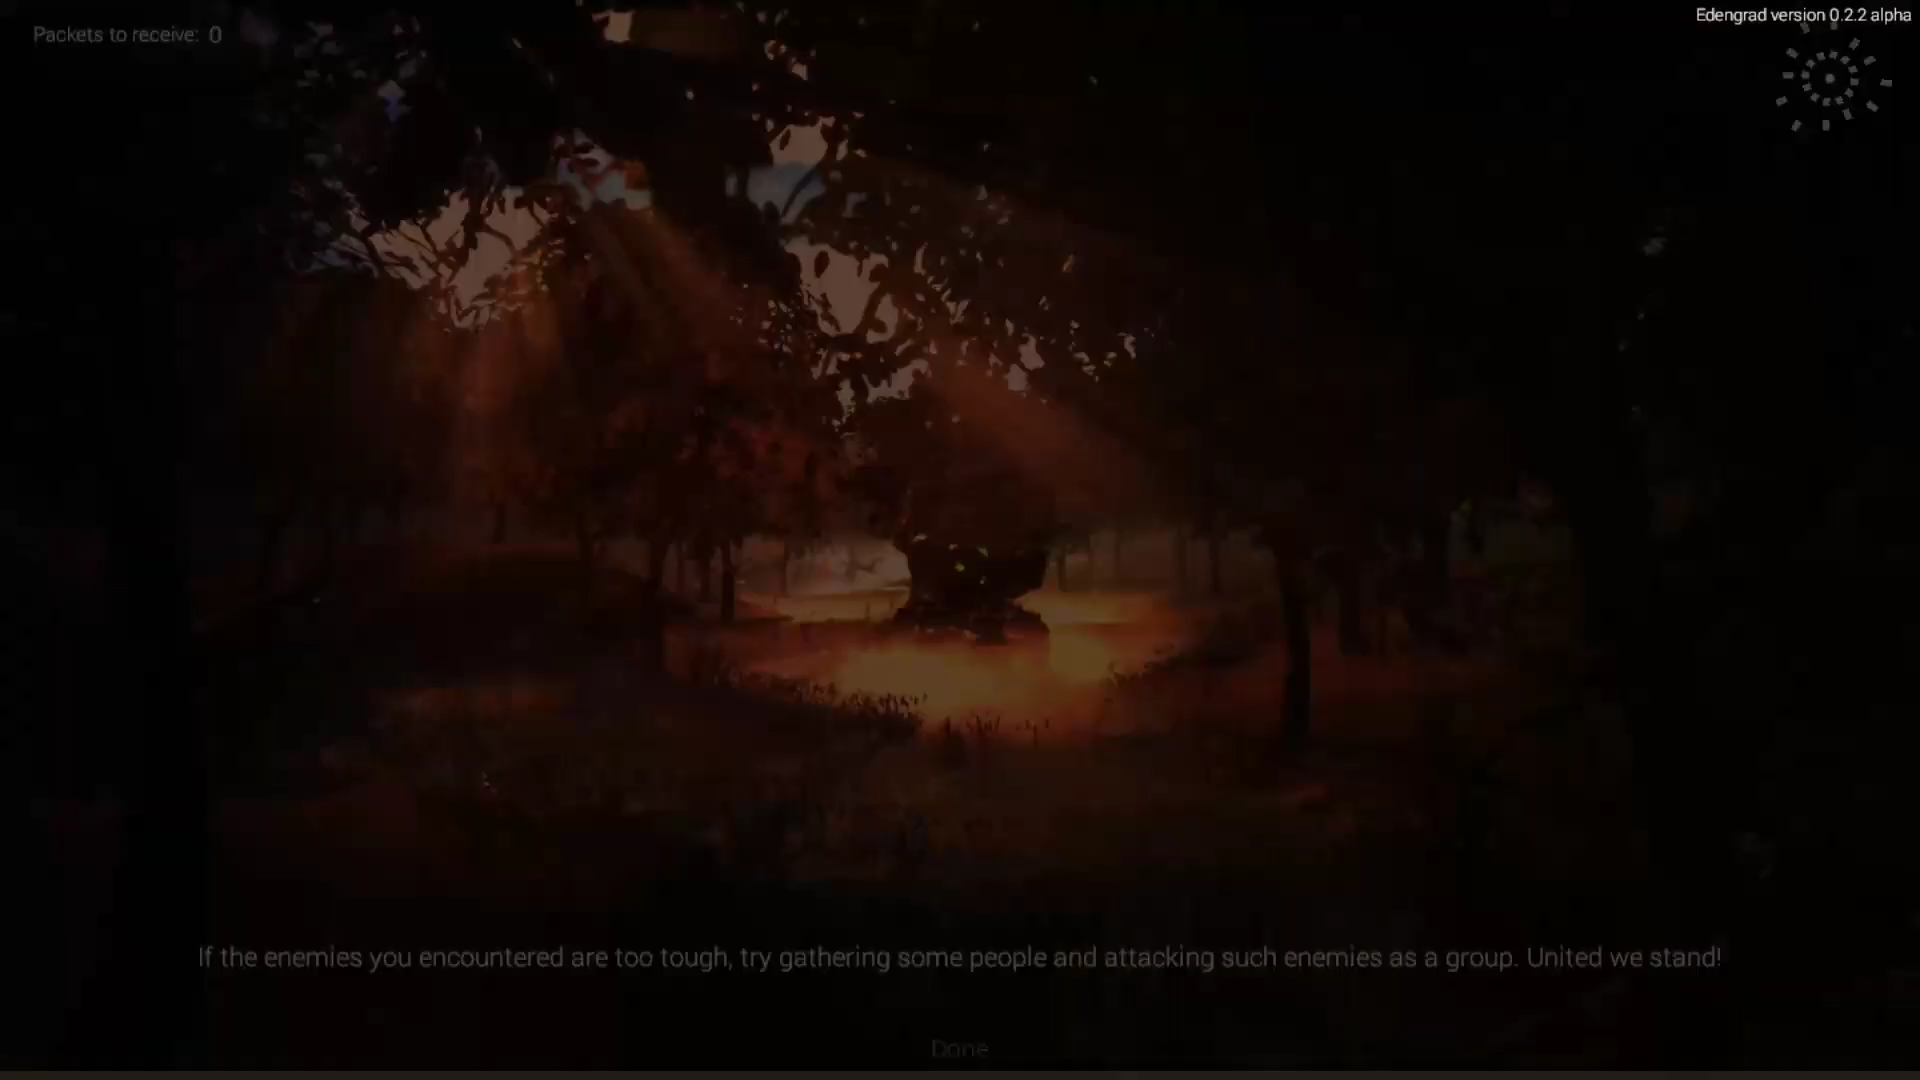 Packets to receive: 0
Edengrad version 0.2.2 alpha
If the enemies you encountered are too tough, try gathering some people and attacking such enemies as a group. United we stand!
Done